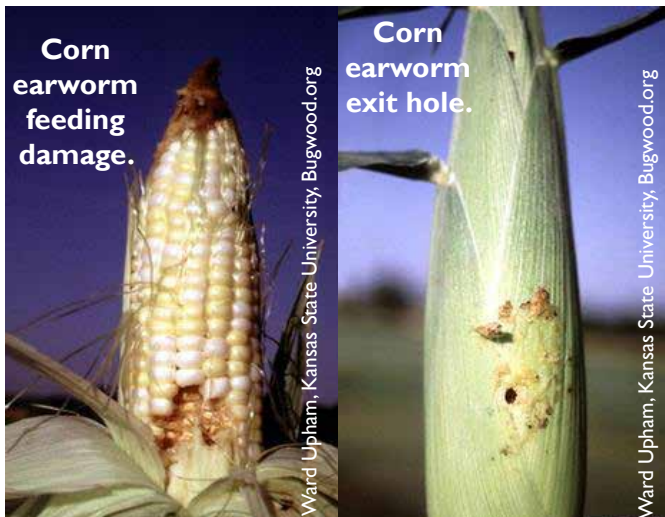 Corn
earworm
feeding
damage.
Ward Upham, Kansas State University, Bugwood.org
Corn
earworm
exit hole.
Ward Upham, Kansas State University, Bugwood.org